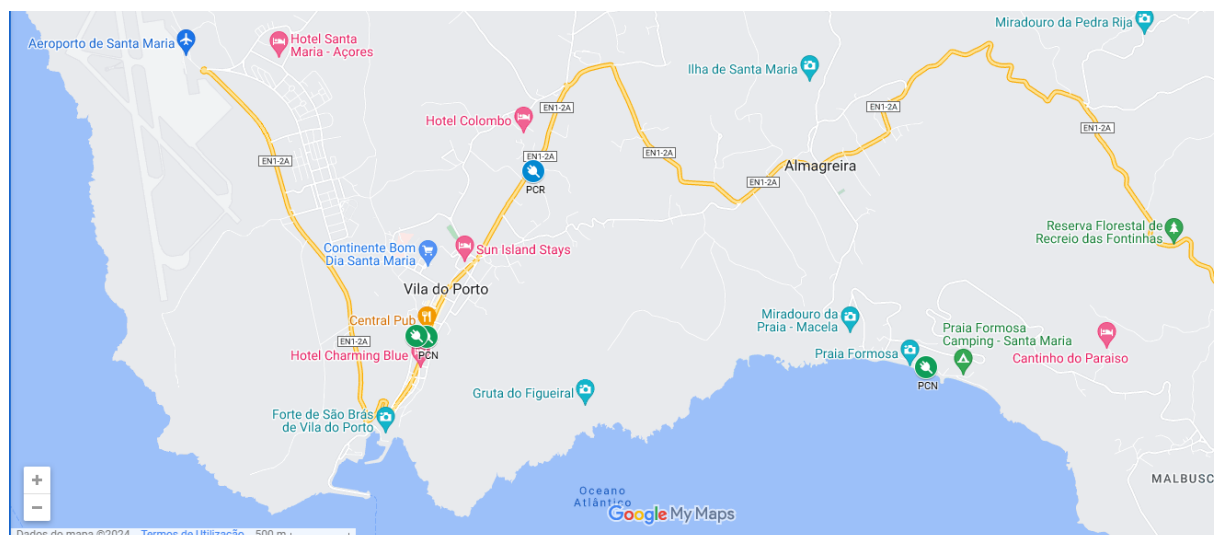 Miradouro da Pedra Rija
Aeroporto de Santa Maria
Hotel Santa
Maria - Açores
Ilha de Santa Maria
EN1-2A
EN1-2A
Hotel Colombo
EN1-2A
EN1-2A
EN1-2A
EN1-2A
Almagreira
EN1-2A
PCR
Reserva Florestal de
Recreio das Fontinhas
Continente Bom
Dia Santa Maria
Sun Island Stays
Vila do Porto
Central Pub
Miradouro da
Praia - Macela
Praia Formosa
Camping - Santa Maria
EN1-2A
Hotel Charming Blue
PCN
Praia Formosa
Cantinho do Paraiso
PCN
Gruta do Figueiral
Forte de São Brás
de Vila do Porto
+
−
MALBUSC
Oceano
Atlântico
Google My Maps
Dados do mapa ©2024 Termos de Utilização 500 m